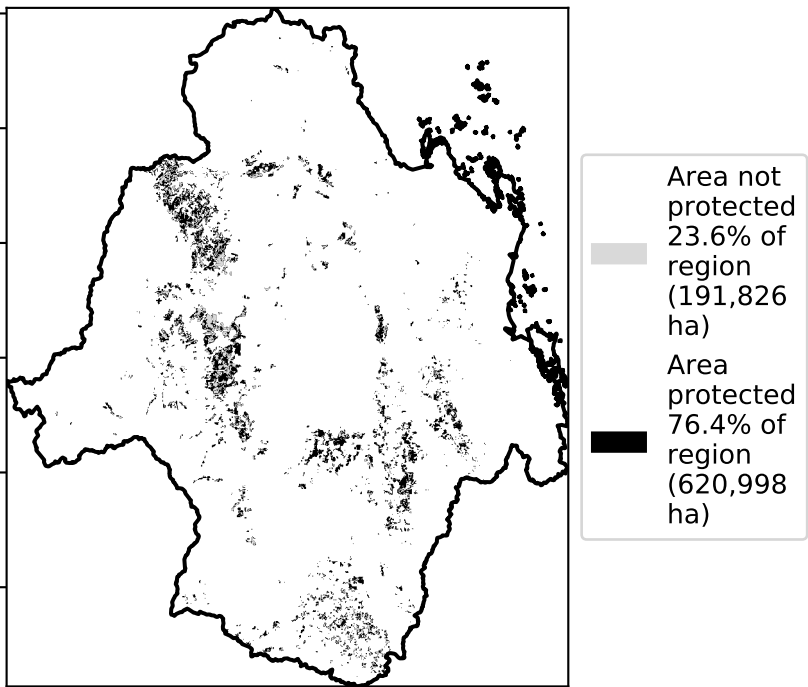 Area not
protected
23.6% of
region
(191,826
ha)
Area
protected
76.4% of
region
(620,998
ha)